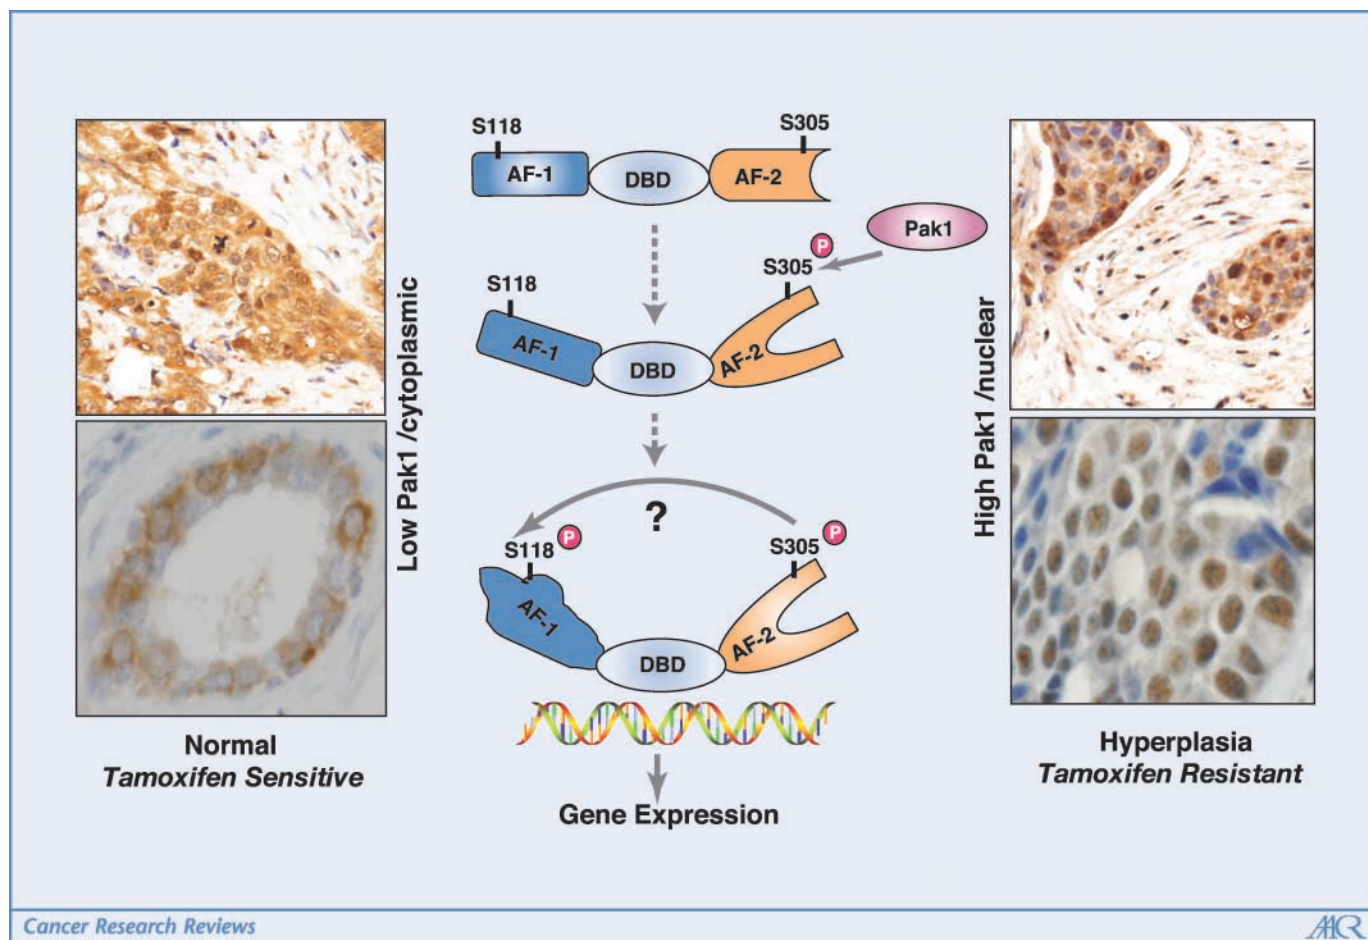 S118
S305
AF-1
DBD
AF-2
Pak1
P
S305
S118
AF-1
DBD
AF-2
Low Pak1 /cytoplasmic
High Pak1 /nuclear
?
P
P
S118
S305
AF-1
AF-2
DBD
Normal
Tamoxifen Sensitive
Hyperplasia
Tamoxifen Resistant
Gene Expression
Cancer Research Reviews
AACR